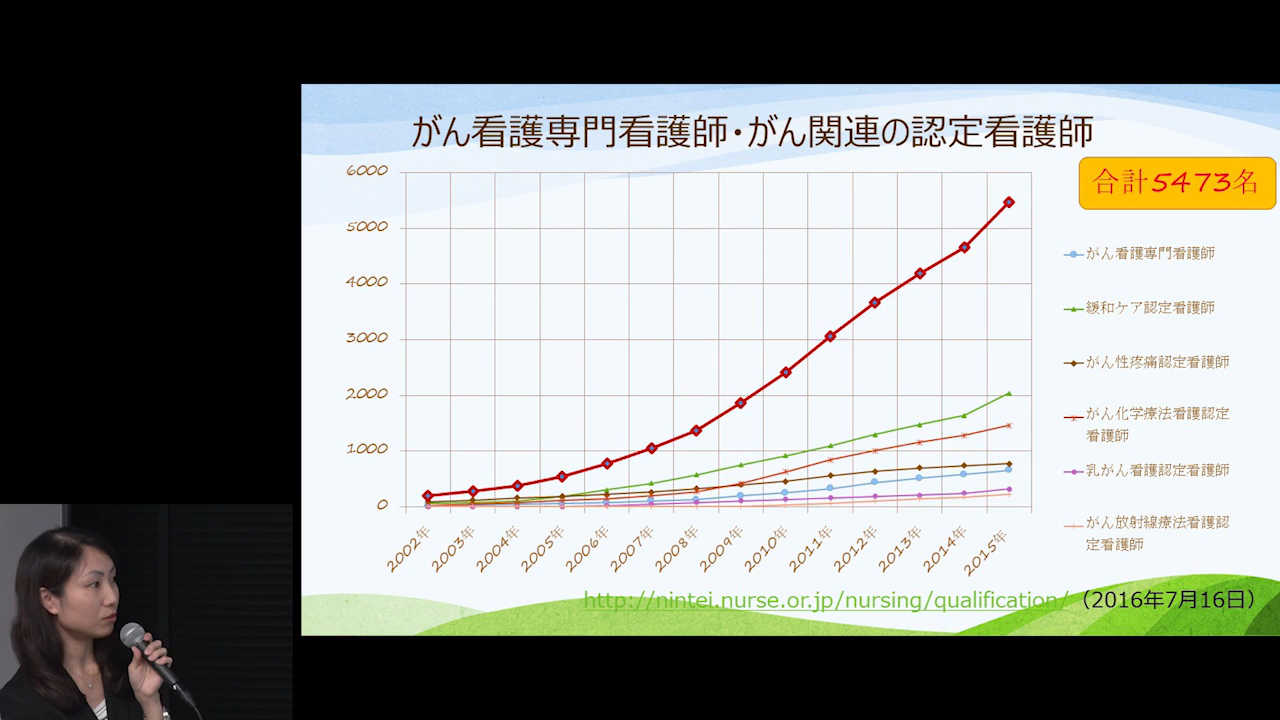 がん看護専門看護師・がん関連の認定看護師
合計5473名
6000
5000
4000
3000
2000
1000
0
2002年
2003年
2004年
2005年
2006年
2007年
2008年
2009年
2010年
2011年
2012年
2013年
2014年
2015年
がん看護専門看護師
緩和ケア認定看護師
がん性疼痛認定看護師
がん化学療法看護認定
看護師
乳がん看護認定看護師
がん放射線療法看護認
定看護師
http://nintei.nurse.or.jp/nursing/qualification/（2016年7月16日）